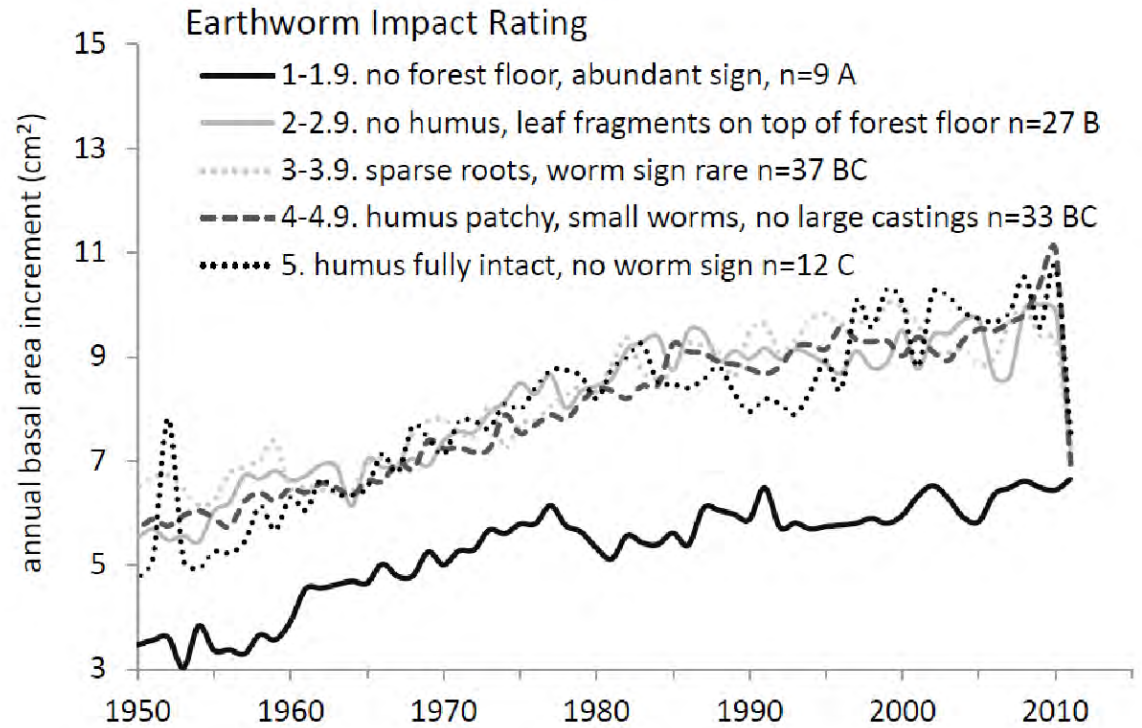 Earthworm Impact Rating
1-1.9. no forest floor, abundant sign, n=9 A
2-2.9. no humus, leaf fragments on top of forest floor n=27 B
3-3.9. sparse roots, worm sign rare n=37 BC
4-4.9. humus patchy, small worms, no large castings n=33 BC
5. humus fully intact, no worm sign n=12 C
annual basal area increment (cm²)
15
13
11
9
7
5
3
1950 1960 1970 1980 1990 2000 2010